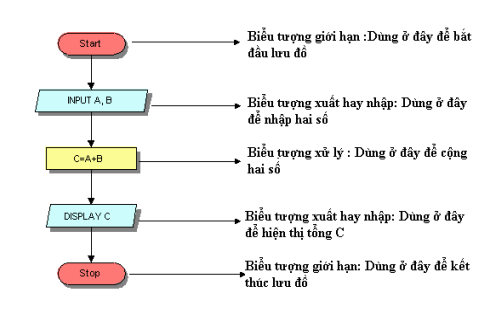 Start
Biểu tượng giới hạn :Dùng ở đây để bắt
đầu lưu đồ
INPUT A, B
Biểu tượng xuất hay nhập: Dùng ở đây
để nhập hai số
C=A+B
Biểu tượng xử lý : Dùng ở đây để cộng
hai số
DISPLAY C
Biểu tượng xuất hay nhập: Dùng ở đây
để hiện thị tổng C
Stop
Biểu tượng giới hạn: Dùng ở đây để kết
thúc lưu đồ